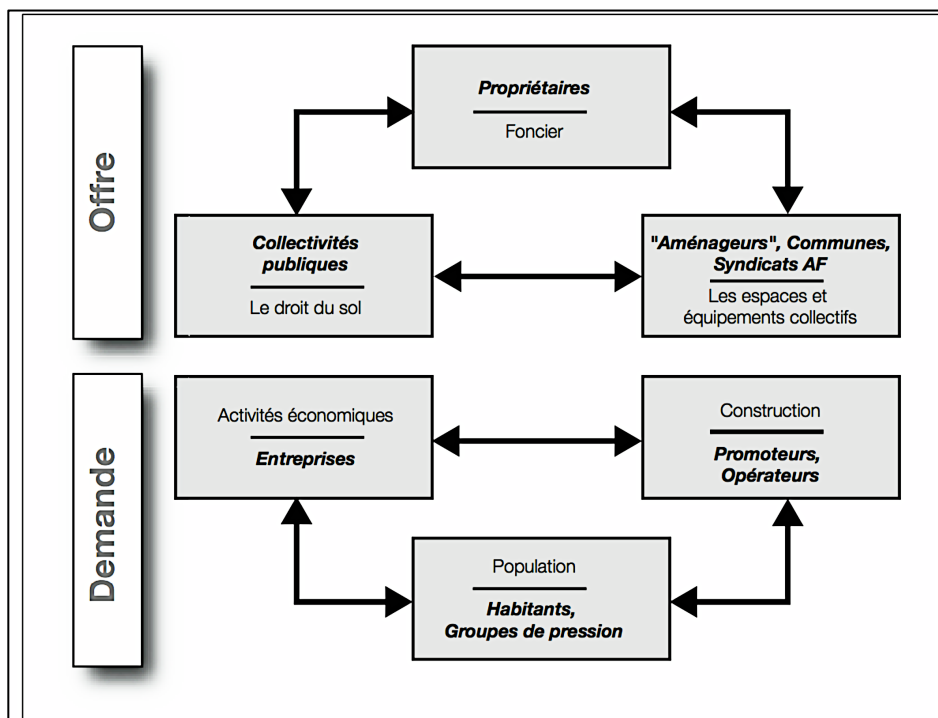 Offre
Propriétaires
Foncier
Collectivités
publiques
Le droit du sol
"Aménageurs", Communes,
Syndicats AF
Les espaces et
équipements collectifs
Demande
Activités économiques
Entreprises
Construction
Promoteurs,
Opérateurs
Population
Habitants,
Groupes de pression